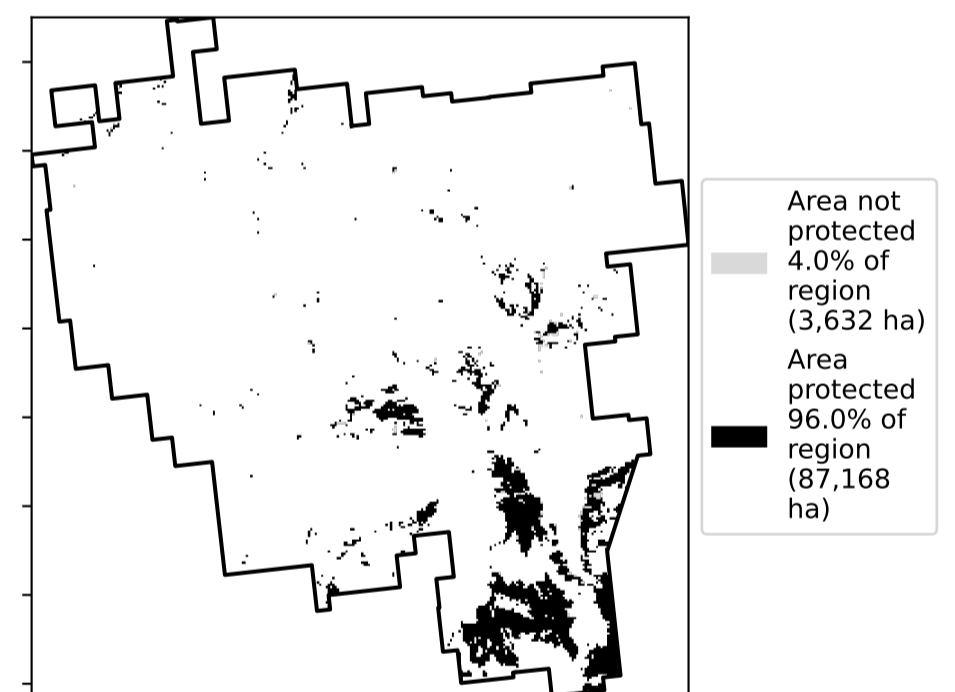 Area not
protected
4.0% of
region
(3,632 ha)
Area
protected
96.0% of
region
(87,168
ha)